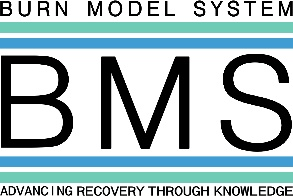 BURN MODEL SYSTEM
BMS
ADVANCING RECOVERY THROUGH KNOWLEDGE